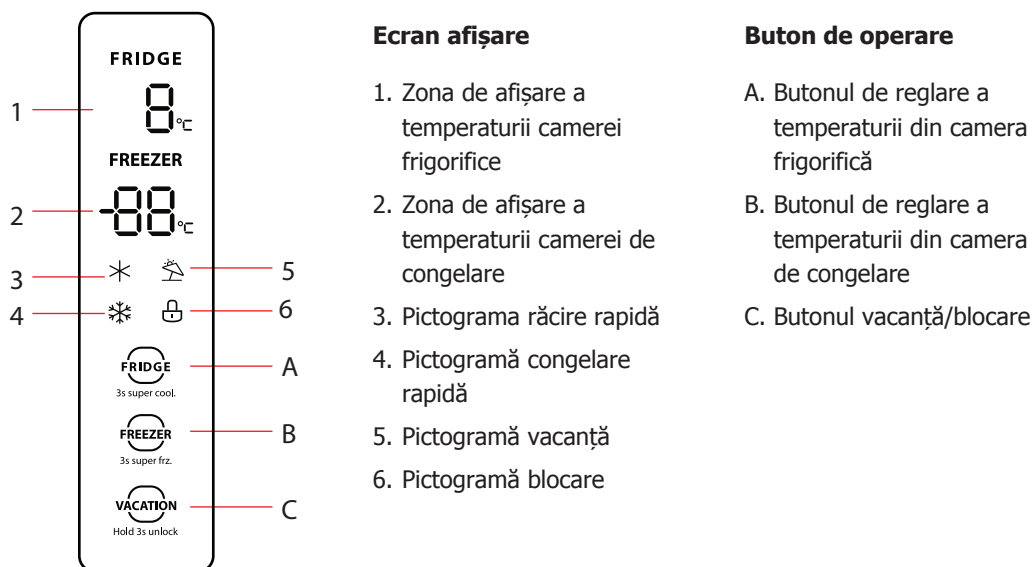 FRIDGE
8°C
1
FREEZER
-88°C
2
3
5
4
6
FRIDGE
A
3s super cool.
FREEZER
B
3s super frz.
VACATION
C
Hold 3s unlock
Ecran afișare
1. Zona de afișare a
temperaturii camerei
frigorifice
2. Zona de afișare a
temperaturii camerei de
congelare
3. Pictograma răcire rapidă
4. Pictogramă congelare
rapidă
5. Pictogramă vacanță
6. Pictogramă blocare
Buton de operare
A. Butonul de reglare a
temperaturii din camera
frigorifică
B. Butonul de reglare a
temperaturii din camera
de congelare
C. Butonul vacanță/blocare